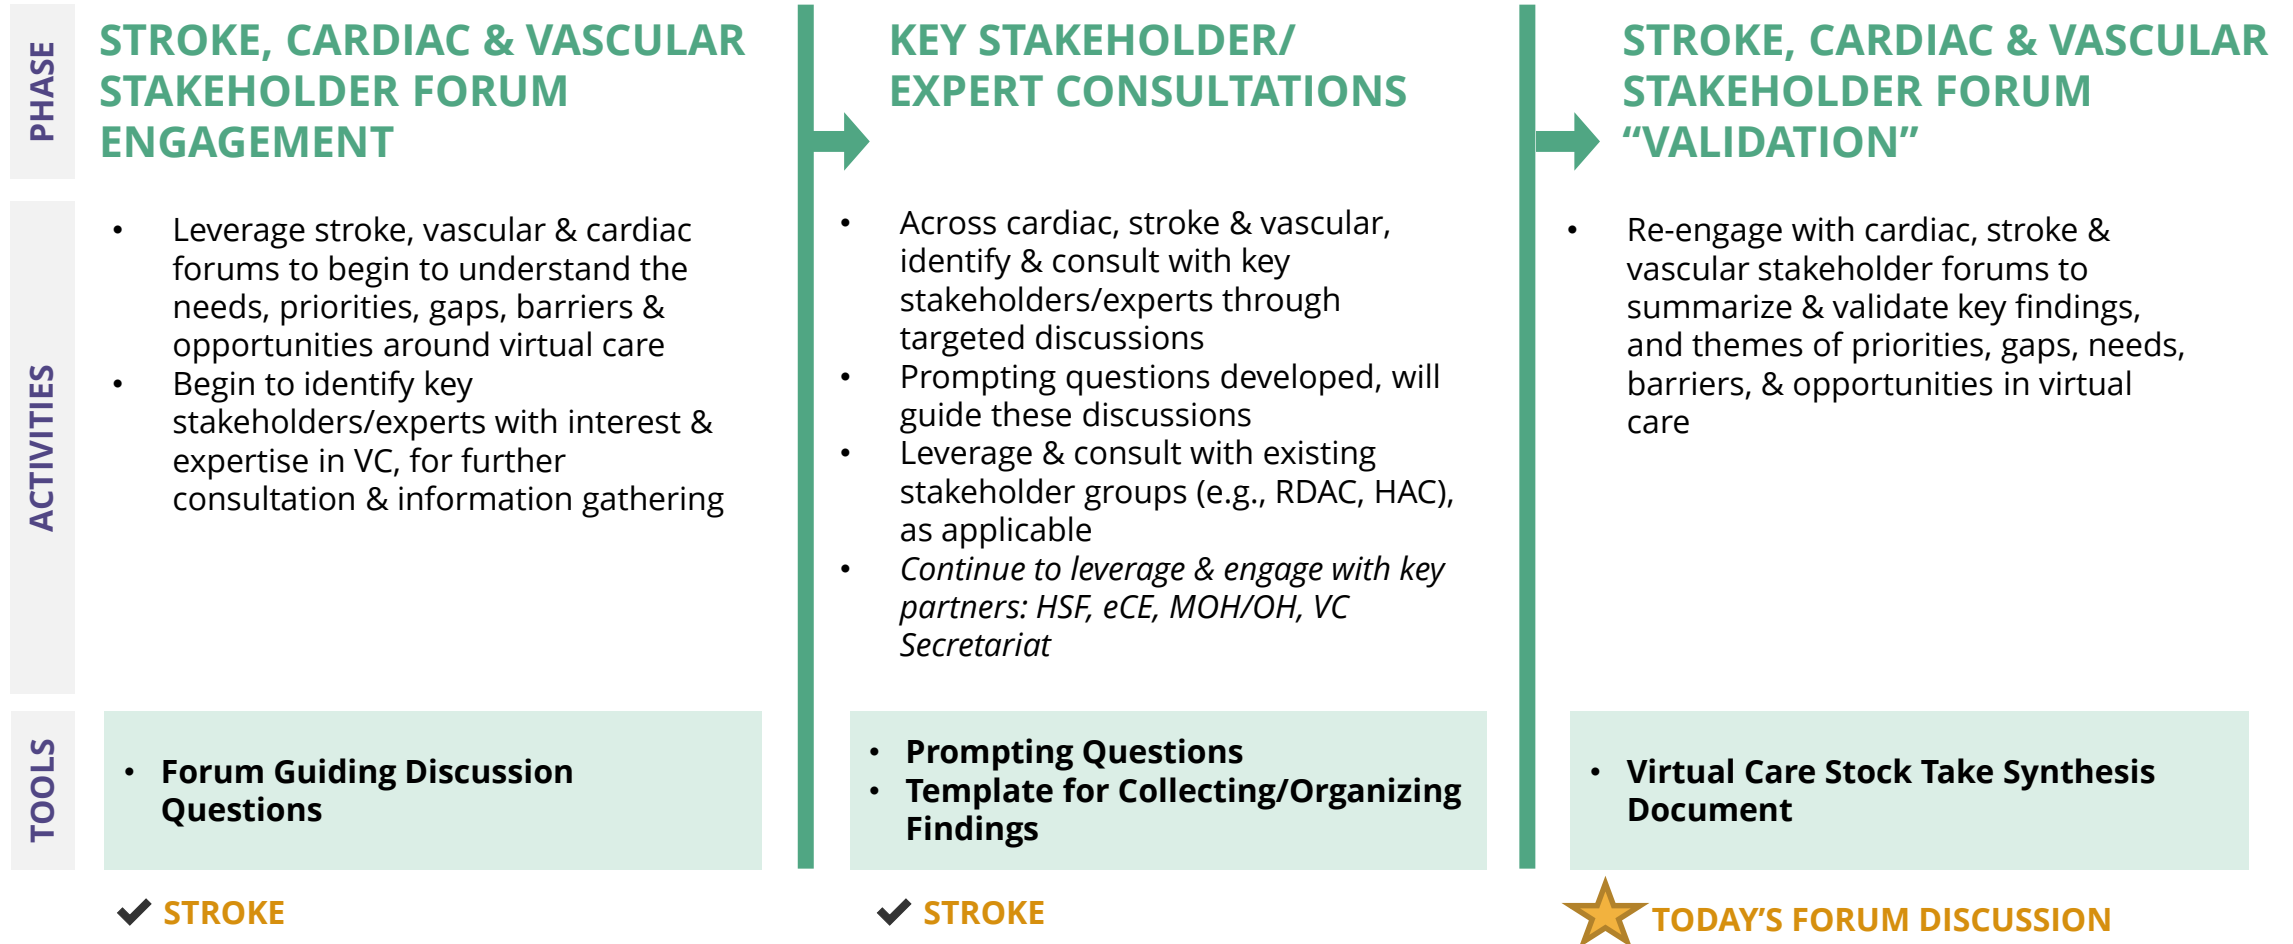 PHASE
STROKE, CARDIAC & VASCULAR
STAKEHOLDER FORUM
ENGAGEMENT
KEY STAKEHOLDER/
EXPERT CONSULTATIONS
STROKE, CARDIAC & VASCULAR
STAKEHOLDER FORUM
“VALIDATION”
ACTIVITIES
• Leverage stroke, vascular & cardiac
forums to begin to understand the
needs, priorities, gaps, barriers &
opportunities around virtual care
• Begin to identify key
stakeholders/experts with interest &
expertise in VC, for further
consultation & information gathering
• Across cardiac, stroke & vascular,
identify & consult with key
stakeholders/experts through
targeted discussions
• Prompting questions developed, will
guide these discussions
• Leverage & consult with existing
stakeholder groups (e.g., RDAC, HAC),
as applicable
• Continue to leverage & engage with key
partners: HSF, eCE, MOH/OH, VC
Secretariat
• Re-engage with cardiac, stroke &
vascular stakeholder forums to
summarize & validate key findings,
and themes of priorities, gaps, needs,
barriers, & opportunities in virtual
care
TOOLS
• Forum Guiding Discussion
Questions
• Prompting Questions
• Template for Collecting/Organizing
Findings
• Virtual Care Stock Take Synthesis
Document
STROKE
STROKE
TODAY’S FORUM DISCUSSION